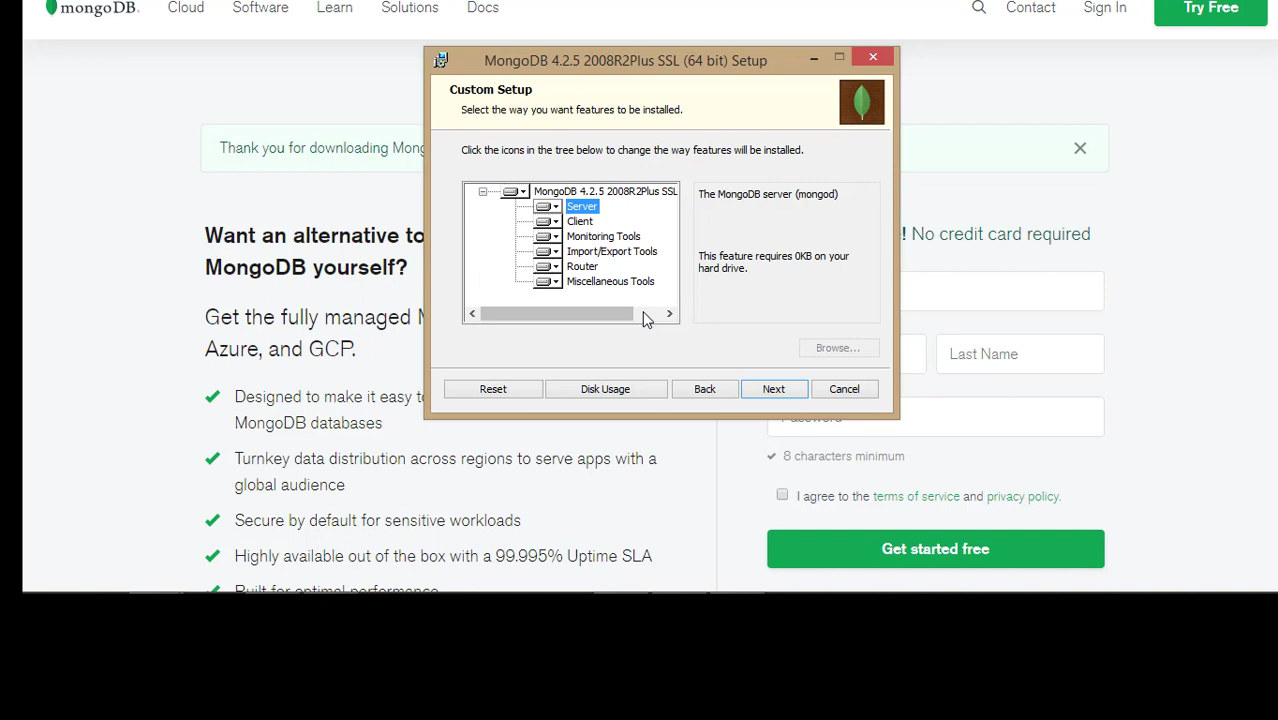 mongoDB.
Cloud
Software
Learn
Solutions
Docs
Contact
Sign In
Try Free
MongoDB 4.2.5 2008R2Plus SSL (64 bit) Setup
Custom Setup
Select the way you want features to be installed.
Click the icons in the tree below to change the way features will be installed.
MongoDB 4.2.5 2008R2Plus SSL
Server
Client
Monitoring Tools
Import/Export Tools
Router
Miscellaneous Tools
The MongoDB server (mongod)
This feature requires 0KB on your
hard drive.
Browse...
Reset
Disk Usage
Back
Next
Cancel
Thank you for downloading
Want an alternative to
MongoDB yourself?
Get the fully managed
Azure, and GCP.
Designed to make it easy
MongoDB databases
Turnkey data distribution across regions to serve apps with a
global audience
Secure by default for sensitive workloads
Highly available out of the box with a 99.995% Uptime SLA
Built for optimal performance
! No credit card required
Last Name
8 characters minimum
I agree to the terms of service and privacy policy.
Get started free